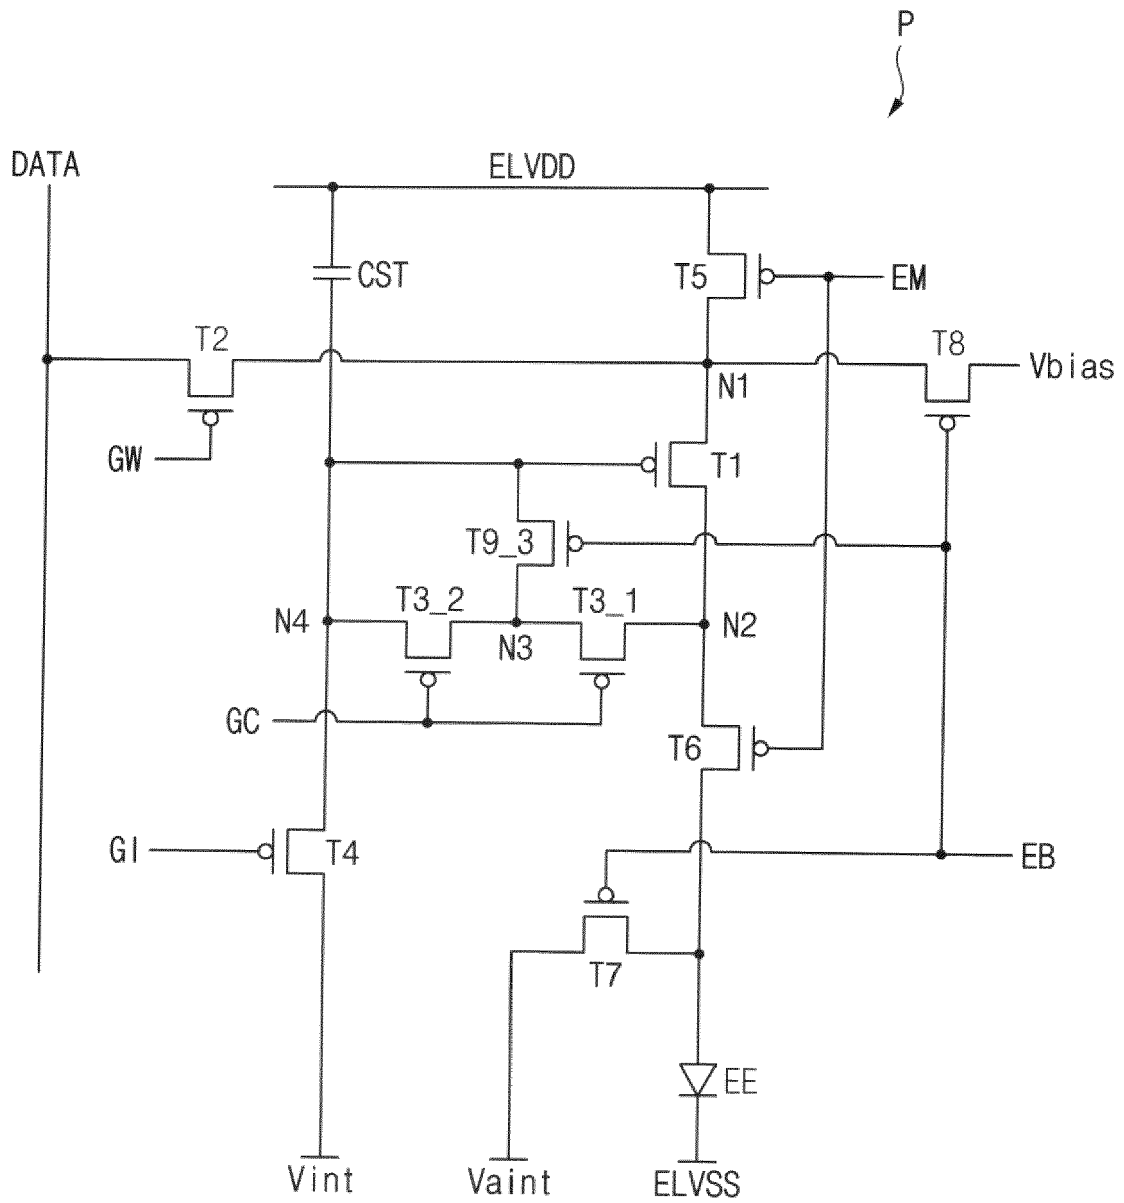 P
DATA
ELVDD
CST
T5
EM
T2
T8
Vbias
N1
GW
T1
T9_3
T3_2
T3_1
N4
N3
N2
GC
T6
GI
T4
EB
T7
EE
Vint
Vaint
ELVSS